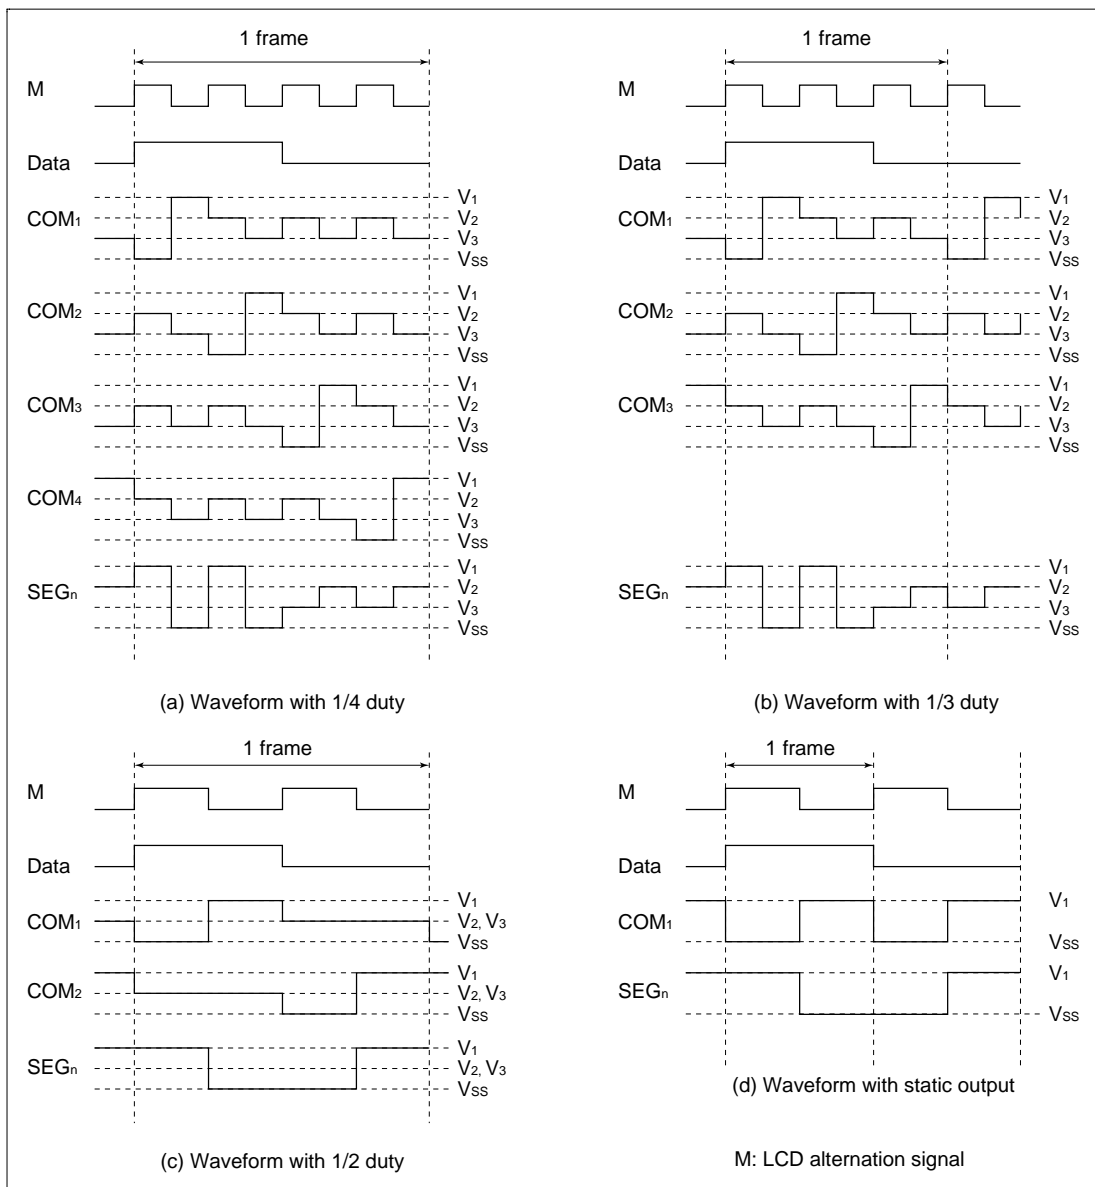 1 frame
M
Data
COM1
V1
V2
V3
VSS
COM2
V1
V2
V3
VSS
COM3
V1
V2
V3
VSS
COM4
V1
V2
V3
VSS
SEGn
V1
V2
V3
VSS
(a) Waveform with 1/4 duty
1 frame
M
Data
COM1
V1
V2
V3
VSS
COM2
V1
V2
V3
VSS
COM3
V1
V2
V3
VSS
SEGn
V1
V2
V3
VSS
(b) Waveform with 1/3 duty
1 frame
M
Data
COM1
V1
V2, V3
VSS
COM2
V1
V2, V3
VSS
SEGn
V1
V2, V3
VSS
(c) Waveform with 1/2 duty
1 frame
M
Data
COM1
V1
VSS
SEGn
V1
VSS
(d) Waveform with static output
M: LCD alternation signal